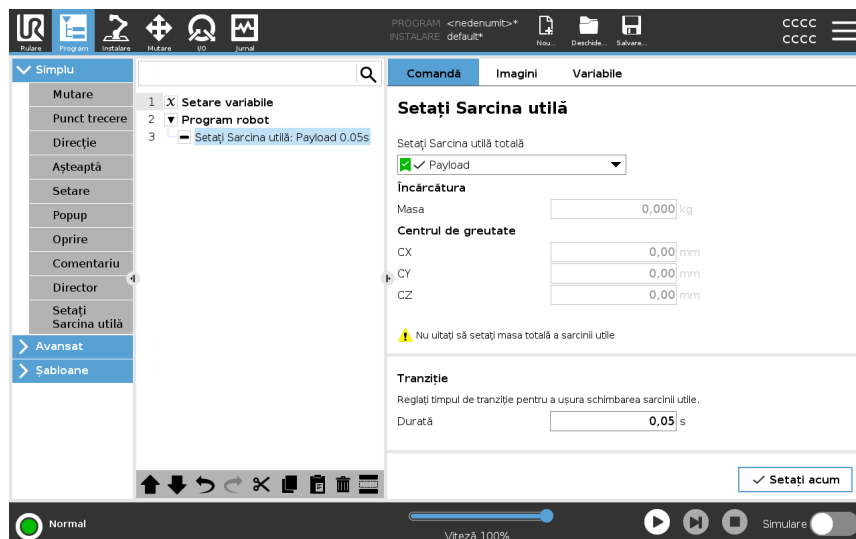 UR
PROGRAM <nedenumit>*
INSTALARE default*
CCCC
CCCC
Rulare Program Instalare Mutare I/O Jurnal Nou... Deschide... Salvare...
Simplu
Mutare
Punct trecere
Direcție
Așteaptă
Setare
Popup
Oprire
Comentariu
Director
Setați
Sarcina utilă
Avansat
Șabloane
1 X Setare variabile
2 Program robot
3 Setați Sarcina utilă: Payload 0.05s
Comandă Imagini Variabile
Setați Sarcina utilă
Setați Sarcina utilă totală
Payload
Încărcătura
Masa 0,000 kg
Centrul de greutate
CX 0,00 mm
CY 0,00 mm
CZ 0,00 mm
Nu uitați să setați masa totală a sarcinii utile
Tranziție
Reglați timpul de tranziție pentru a ușura schimbarea sarcinii utile.
Durată 0,05 s
Setați acum
Normal
Viteză 100%
Simulare